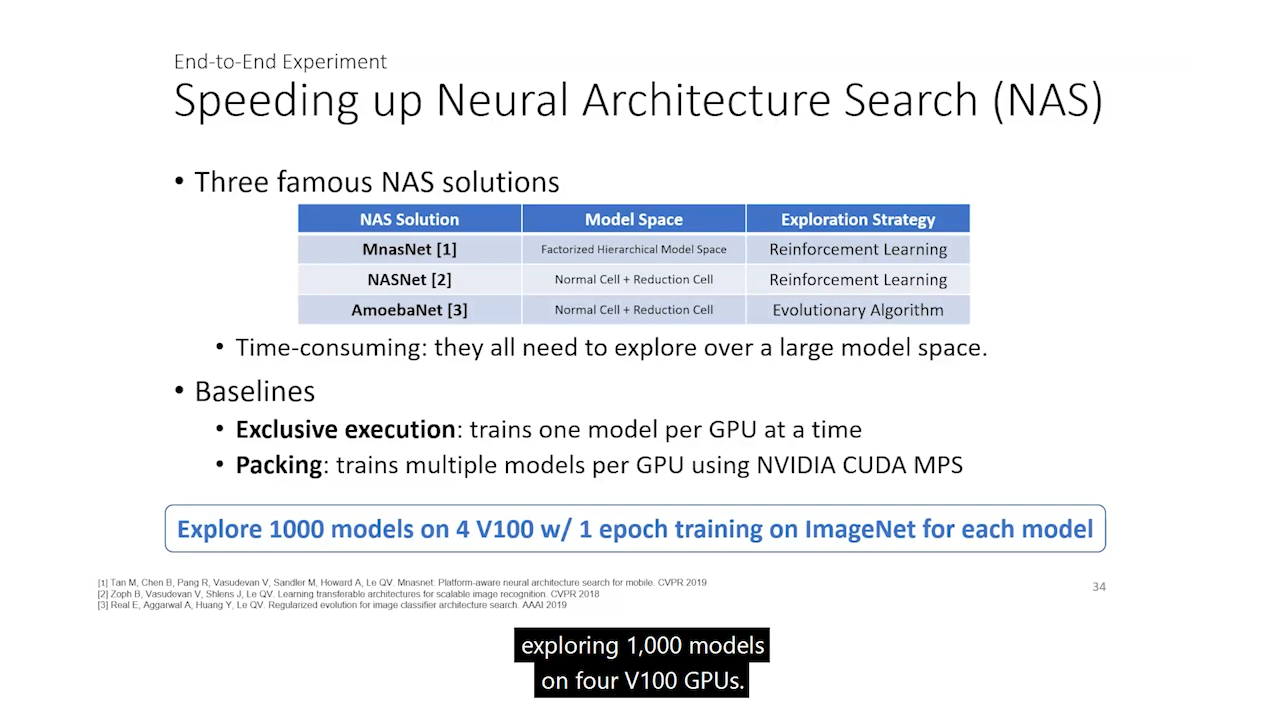 End-to-End Experiment
Speeding up Neural Architecture Search (NAS)
• Three famous NAS solutions
NAS Solution Model Space Exploration Strategy
MnasNet [1] Factorized Hierarchical Model Space Reinforcement Learning
NASNet [2] Normal Cell + Reduction Cell Reinforcement Learning
AmoebaNet [3] Normal Cell + Reduction Cell Evolutionary Algorithm
• Time-consuming: they all need to explore over a large model space.
• Baselines
• Exclusive execution: trains one model per GPU at a time
• Packing: trains multiple models per GPU using NVIDIA CUDA MPS
Explore 1000 models on 4 V100 w/ 1 epoch training on ImageNet for each model
[1] Tan M, Chen B, Pang R, Vasudevan V, Sandler M, Howard A, Le QV. Mnasnet: Platform-aware neural architecture search for mobile. CVPR 2019
[2] Zoph B, Vasudevan V, Shlens J, Le QV. Learning transferable architectures for scalable image recognition. CVPR 2018
[3] Real E, Aggarwal A, Huang Y, Le QV. Regularized evolution for image classifier architecture search. AAAI 2019
34
exploring 1,000 models
on four V100 GPUs.